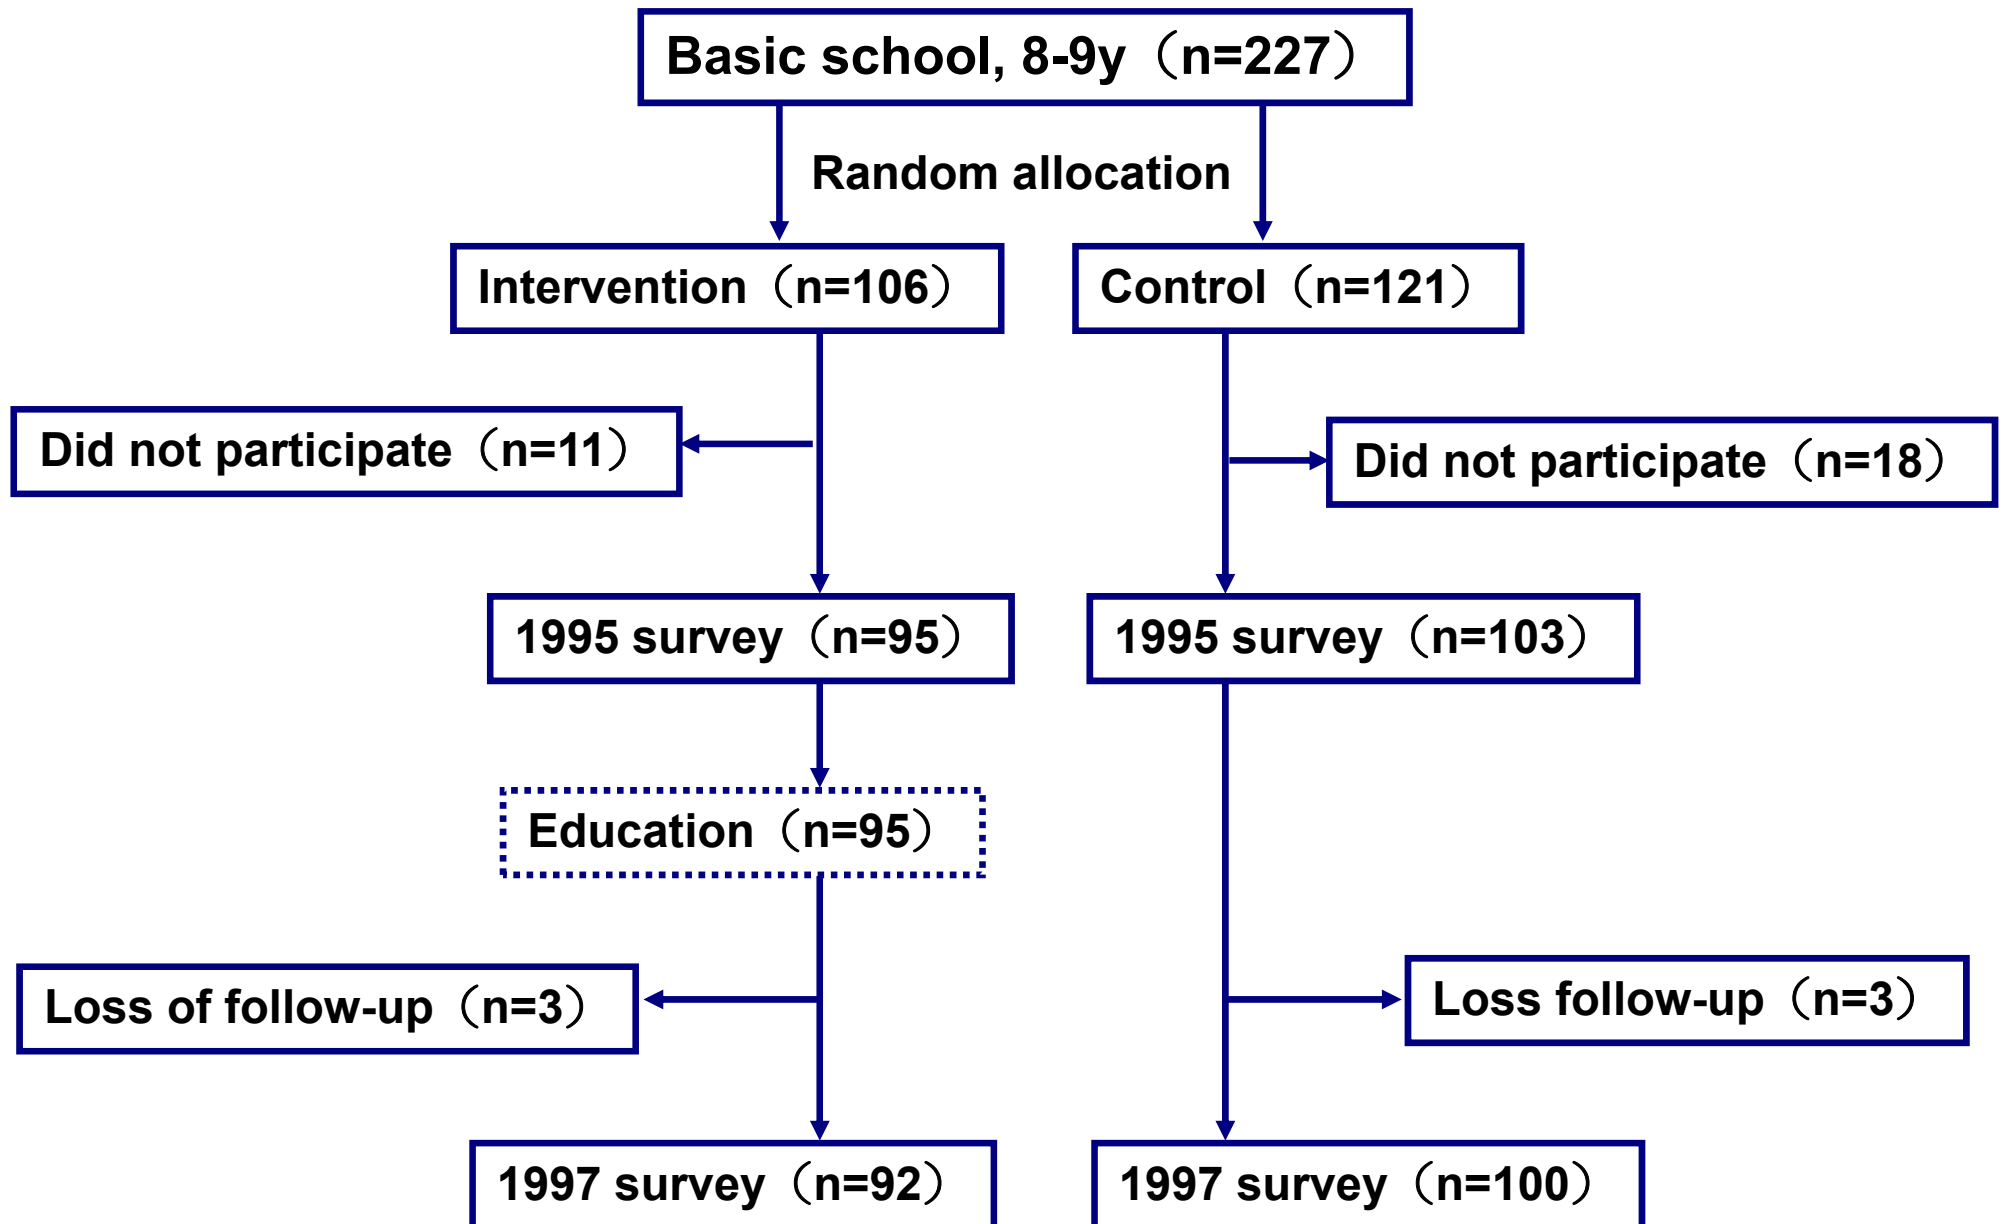 Basic school, 8-9y（n=227）
Random allocation
Intervention（n=106）
Control（n=121）
Did not participate（n=11）
Did not participate（n=18）
1995 survey（n=95）
1995 survey（n=103）
Education（n=95）
Loss of follow-up（n=3）
Loss follow-up（n=3）
1997 survey（n=92）
1997 survey（n=100）